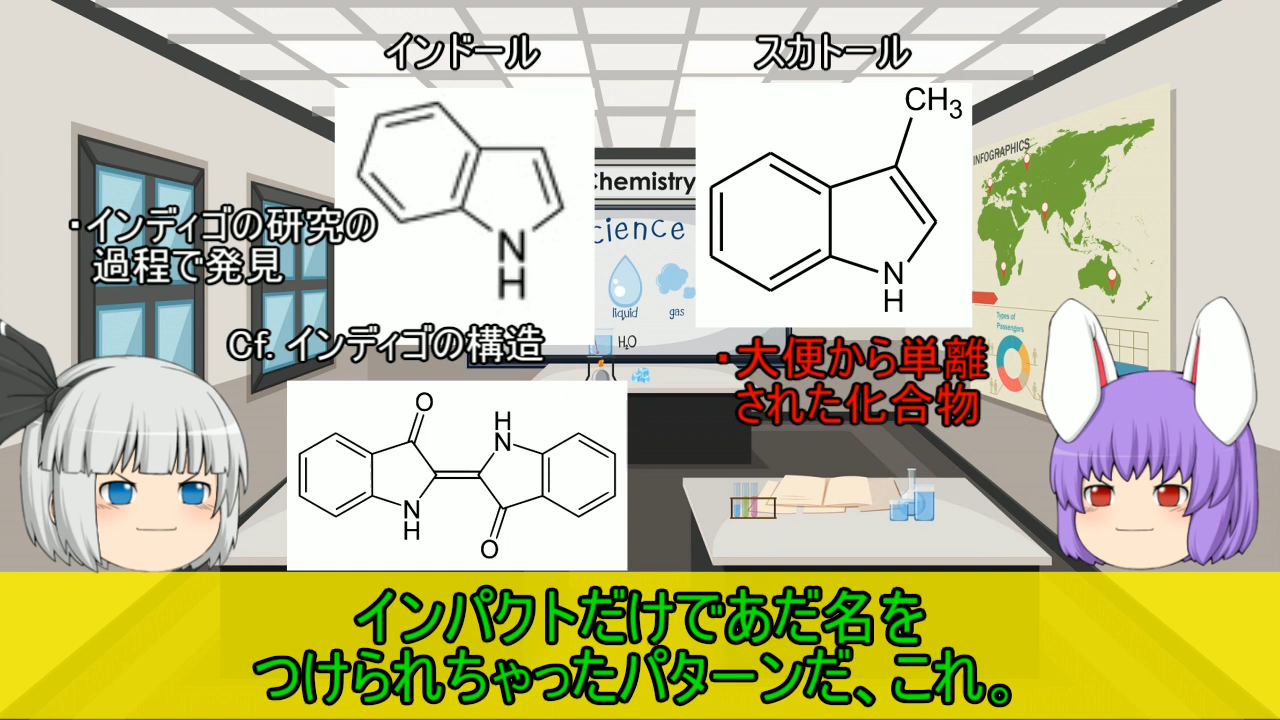 インドール
スカトール
CH3
N
H
N
H
・インディゴの研究の
過程で発見
Chemistry
cience
liquid
gas
H2O
INFOGRAPHICS
Types of
Passengers
Cf. インディゴの構造
O
H
N
N
H
O
・大便から単離
された化合物
インパクトだけであだ名を
つけられちゃったパターンだ、これ。